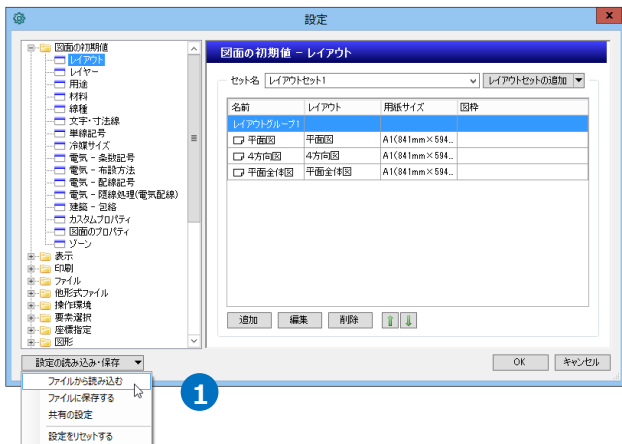 設定
x
図面の初期値
レイアウト
レイヤー
用途
材料
線種
文字・寸法線
単線記号
冷媒サイズ
電気 - 条数記号
電気 - 布設方法
電気 - 配線記号
電気 - 隠線処理(電気配線)
建築 - 包絡
カスタムプロパティ
図面のプロパティ
ゾーン
表示
印刷
ファイル
他形式ファイル
操作環境
要素選択
座標指定
図形
図面の初期値 - レイアウト
セット名 レイアウトセット1 レイアウトセットの追加
名前 レイアウト 用紙サイズ 図枠
レイアウトグループ1
平面図 平面図 A1(841mm×594...
4方向図 4方向図 A1(841mm×594...
平面全体図 平面全体図 A1(841mm×594...
追加 編集 削除
設定の読み込み・保存 OK キャンセル
ファイルから読み込む
ファイルに保存する
共有の設定
設定をリセットする
1